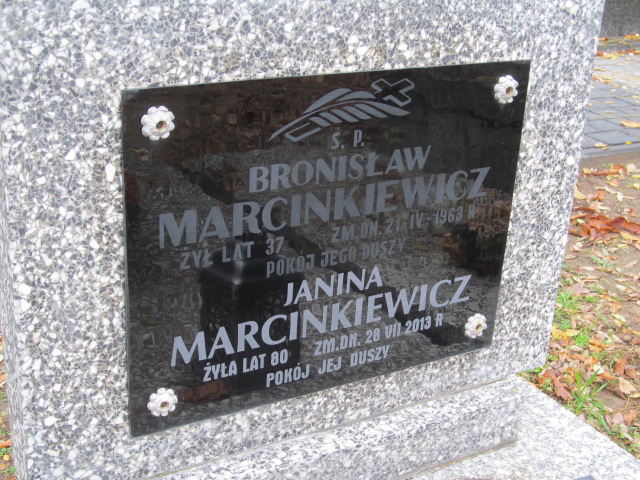 Ś. P.
BRONISŁAW
MARCINKIEWICZ
ŻYŁ LAT 37 ZM. DN. 21-IV-1963 R
POKÓJ JEGO DUSZY
JANINA
MARCINKIEWICZ
ŻYŁA LAT 80 ZM. DN. 26 VII 2013 R
POKÓJ JEJ DUSZY